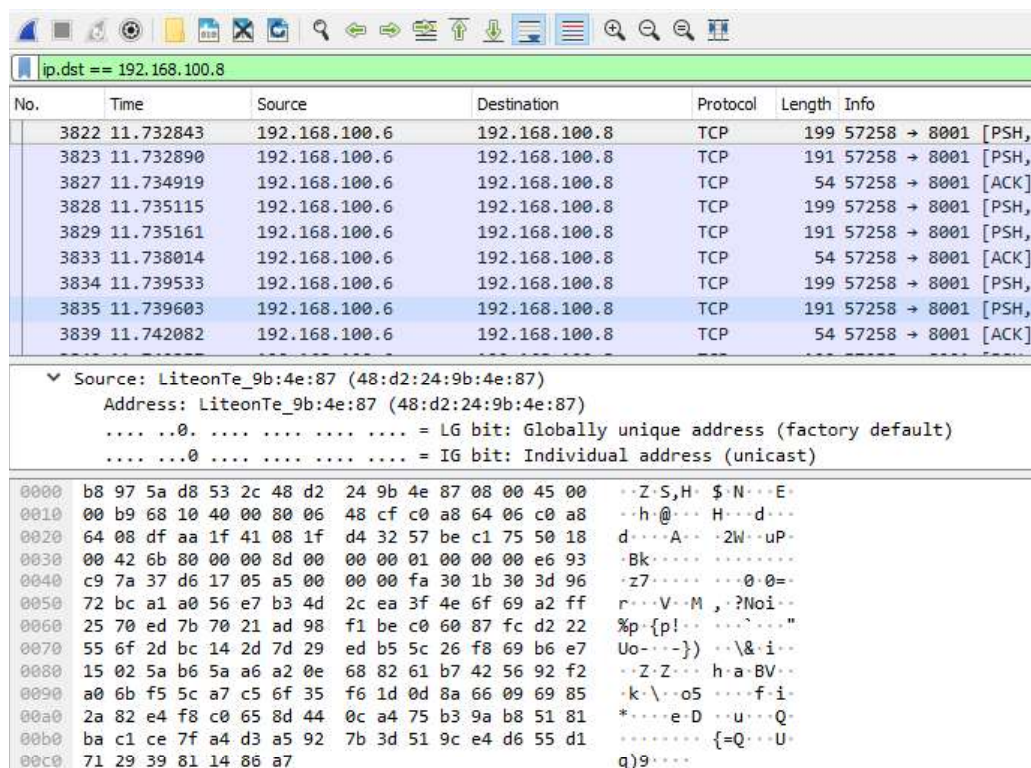 ip.dst == 192.168.100.8
No. Time Source Destination Protocol Length Info
3822 11.732843 192.168.100.6 192.168.100.8 TCP 199 57258 → 8001 [PSH,
3823 11.732890 192.168.100.6 192.168.100.8 TCP 191 57258 → 8001 [PSH,
3827 11.734919 192.168.100.6 192.168.100.8 TCP 54 57258 → 8001 [ACK]
3828 11.735115 192.168.100.6 192.168.100.8 TCP 199 57258 → 8001 [PSH,
3829 11.735161 192.168.100.6 192.168.100.8 TCP 191 57258 → 8001 [PSH,
3833 11.738014 192.168.100.6 192.168.100.8 TCP 54 57258 → 8001 [ACK]
3834 11.739533 192.168.100.6 192.168.100.8 TCP 199 57258 → 8001 [PSH,
3835 11.739603 192.168.100.6 192.168.100.8 TCP 191 57258 → 8001 [PSH,
3839 11.742082 192.168.100.6 192.168.100.8 TCP 54 57258 → 8001 [ACK]
Source: LiteonTe_9b:4e:87 (48:d2:24:9b:4e:87)
Address: LiteonTe_9b:4e:87 (48:d2:24:9b:4e:87)
.... ..0. .... .... .... .... = LG bit: Globally unique address (factory default)
.... ...0 .... .... .... .... = IG bit: Individual address (unicast)
0000 b8 97 5a d8 53 2c 48 d2 24 9b 4e 87 08 00 45 00 ··Z·S,H· $·N···E·
0010 00 b9 68 10 40 00 80 06 48 cf c0 a8 64 06 c0 a8 ··h·@··· H···d···
0020 64 08 df aa 1f 41 08 1f d4 32 57 be c1 75 50 18 d····A·· ·2W··uP·
0030 00 42 6b 80 00 00 8d 00 00 00 01 00 00 00 e6 93 ·Bk····· ········
0040 c9 7a 37 d6 17 05 a5 00 00 00 fa 30 1b 30 3d 96 ·z7····· ···0·0=·
0050 72 bc a1 a0 56 e7 b3 4d 2c ea 3f 4e 6f 69 a2 ff r···V··M ,·?Noi··
0060 25 70 ed 7b 70 21 ad 98 f1 be c0 60 87 fc d2 22 %p·{p!·· ···`···"
0070 55 6f 2d bc 14 2d 7d 29 ed b5 5c 26 f8 69 b6 e7 Uo-··-}) ··\&·i··
0080 15 02 5a b6 5a a6 a2 0e 68 82 61 b7 42 56 92 f2 ··Z·Z··· h·a·BV··
0090 a0 6b f5 5c a7 c5 6f 35 f6 1d 0d 8a 66 09 69 85 ·k·\··o5 ····f·i·
00a0 2a 82 e4 f8 c0 65 8d 44 0c a4 75 b3 9a b8 51 81 *····e·D ··u···Q·
00b0 ba c1 ce 7f a4 d3 a5 92 7b 3d 51 9c e4 d6 55 d1 ········ {=Q···U·
00c0 71 29 39 81 14 86 a7 q)9····